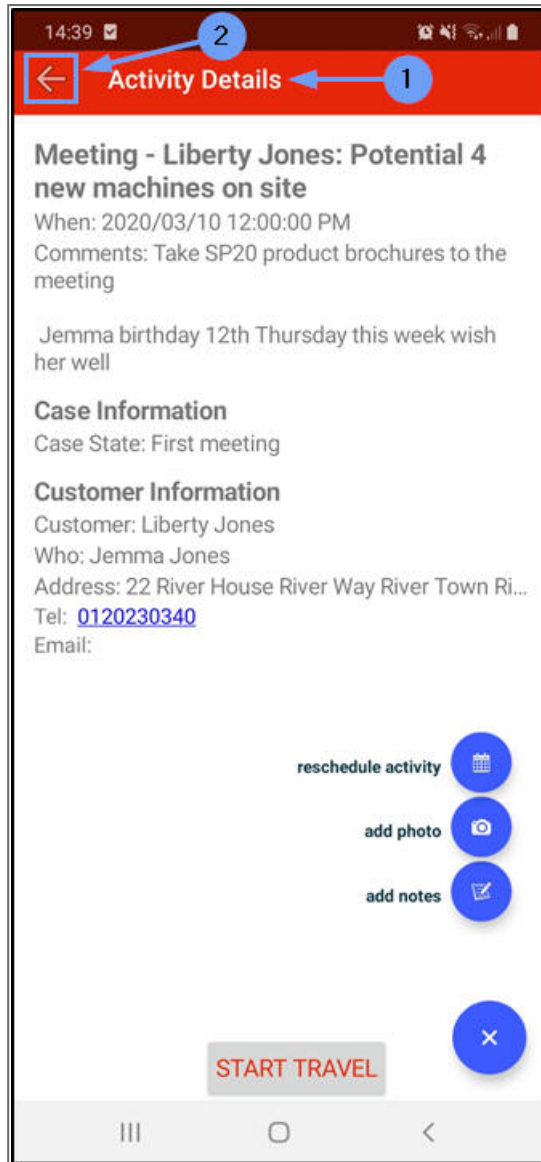 14:39
2
Activity Details
1
Meeting - Liberty Jones: Potential 4
new machines on site
When: 2020/03/10 12:00:00 PM
Comments: Take SP20 product brochures to the
meeting
Jemma birthday 12th Thursday this week wish
her well
Case Information
Case State: First meeting
Customer Information
Customer: Liberty Jones
Who: Jemma Jones
Address: 22 River House River Way River Town Ri...
Tel: 0120230340
Email:
reschedule activity
add photo
add notes
START TRAVEL